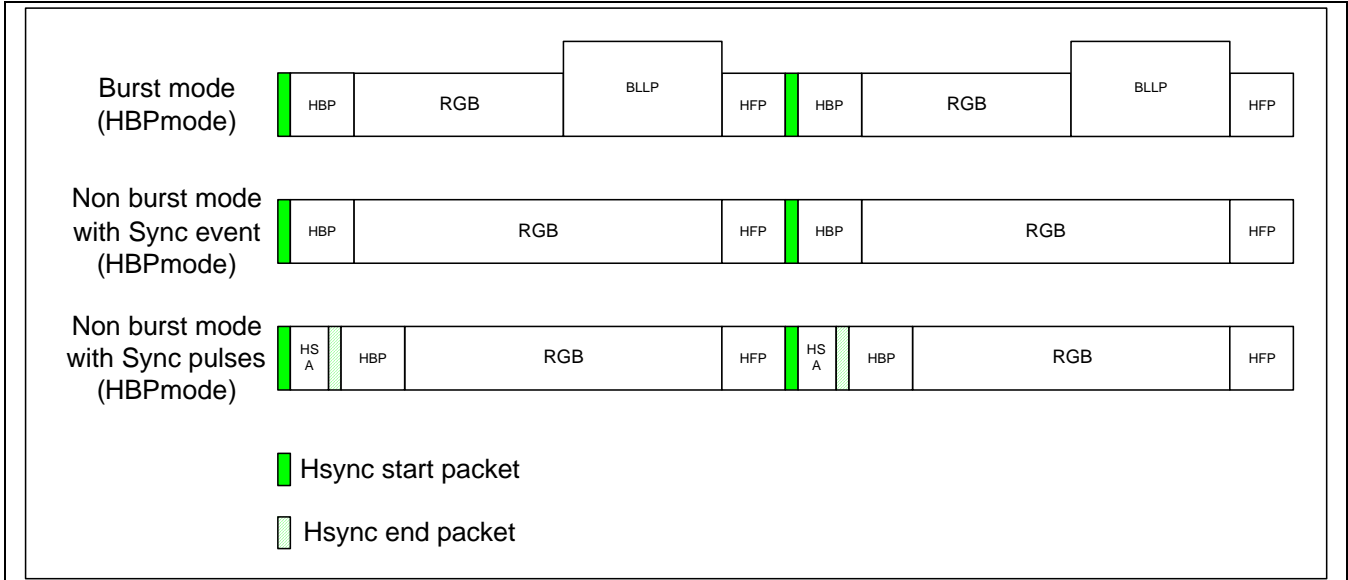 Burst mode
(HBPmode)
HBP RGB BLLP HFP HBP RGB BLLP HFP
Non burst mode
with Sync event
(HBPmode)
HBP RGB HFP HBP RGB HFP
Non burst mode
with Sync pulses
(HBPmode)
HS
A
HBP RGB HFP
HS
A
HBP RGB HFP
Hsync start packet
Hsync end packet